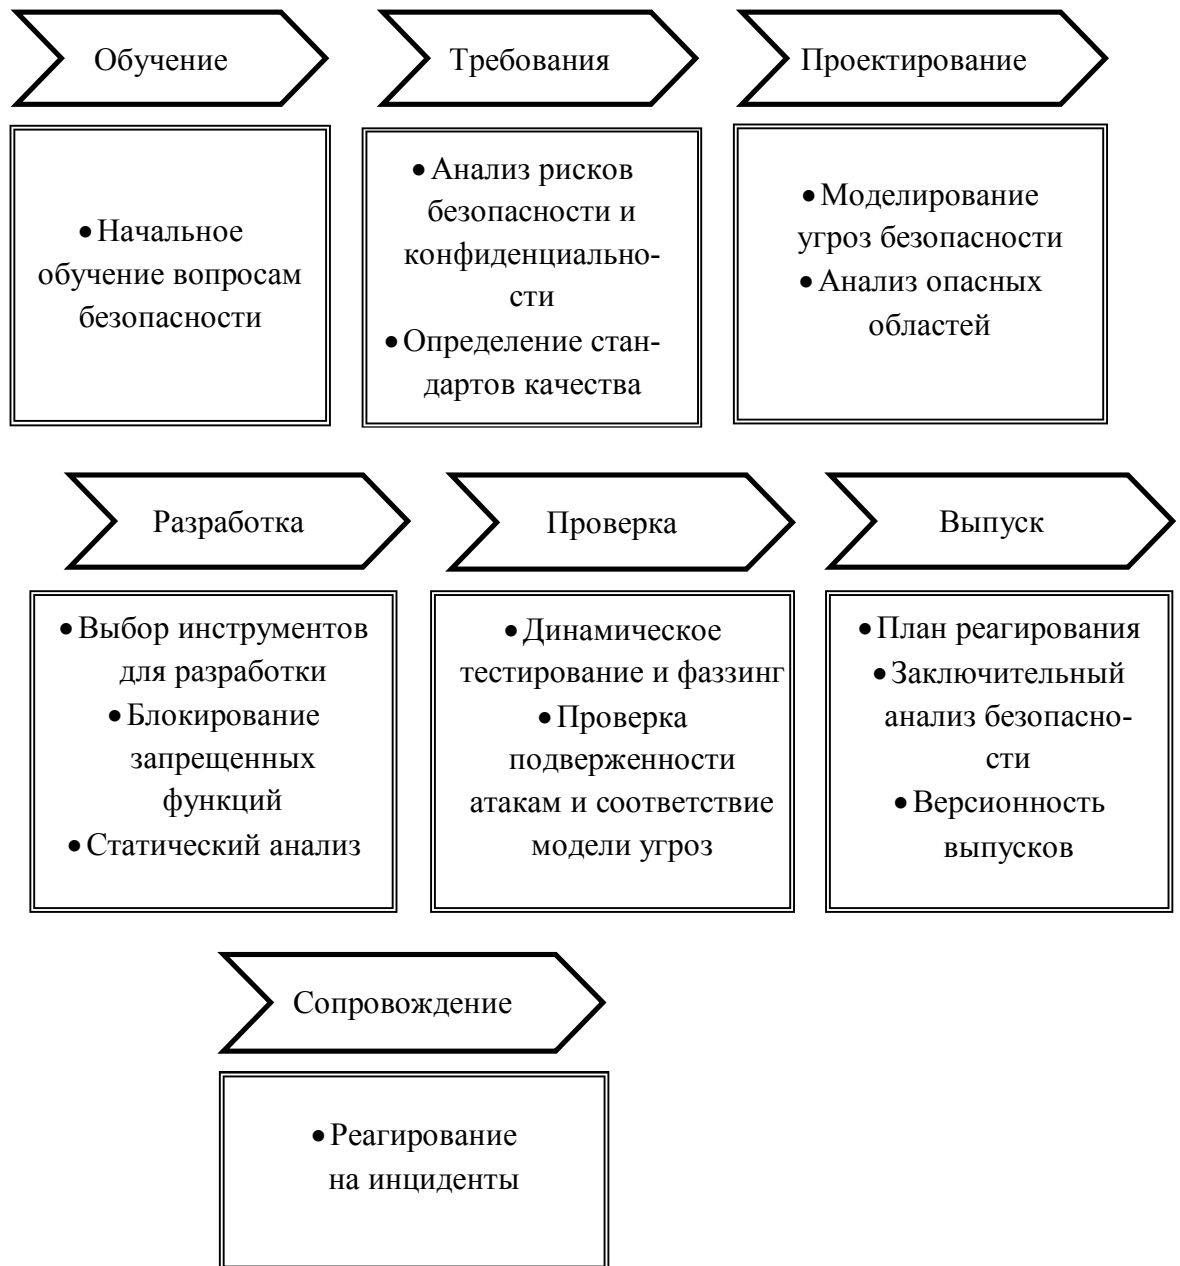 Обучение
Требования
Проектирование
• Начальное
обучение вопросам
безопасности
• Анализ рисков
безопасности и
конфиденциально-
сти
• Определение стан-
дартов качества
• Моделирование
угроз безопасности
• Анализ опасных
областей
Разработка
Проверка
Выпуск
• Выбор инструментов
для разработки
• Блокирование
запрещенных
функций
• Статический анализ
• Динамическое
тестирование и фаззинг
• Проверка
подверженности
атакам и соответствие
модели угроз
• План реагирования
• Заключительный
анализ безопасно-
сти
• Версионность
выпусков
Сопровождение
• Реагирование
на инциденты